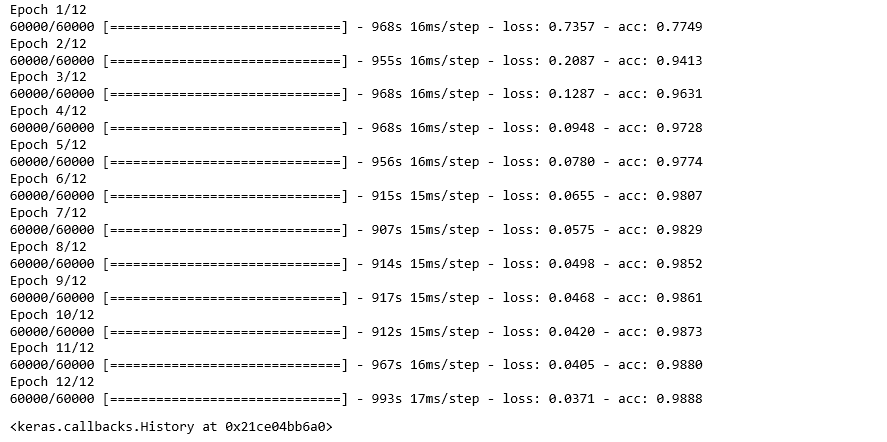 Epoch 1/12
60000/60000 [==============================] - 968s 16ms/step - loss: 0.7357 - acc: 0.7749
Epoch 2/12
60000/60000 [==============================] - 955s 16ms/step - loss: 0.2087 - acc: 0.9413
Epoch 3/12
60000/60000 [==============================] - 968s 16ms/step - loss: 0.1287 - acc: 0.9631
Epoch 4/12
60000/60000 [==============================] - 968s 16ms/step - loss: 0.0948 - acc: 0.9728
Epoch 5/12
60000/60000 [==============================] - 956s 16ms/step - loss: 0.0780 - acc: 0.9774
Epoch 6/12
60000/60000 [==============================] - 915s 15ms/step - loss: 0.0655 - acc: 0.9807
Epoch 7/12
60000/60000 [==============================] - 907s 15ms/step - loss: 0.0575 - acc: 0.9829
Epoch 8/12
60000/60000 [==============================] - 914s 15ms/step - loss: 0.0498 - acc: 0.9852
Epoch 9/12
60000/60000 [==============================] - 917s 15ms/step - loss: 0.0468 - acc: 0.9861
Epoch 10/12
60000/60000 [==============================] - 912s 15ms/step - loss: 0.0420 - acc: 0.9873
Epoch 11/12
60000/60000 [==============================] - 967s 16ms/step - loss: 0.0405 - acc: 0.9880
Epoch 12/12
60000/60000 [==============================] - 993s 17ms/step - loss: 0.0371 - acc: 0.9888
<keras.callbacks.History at 0x21ce04bb6a0>